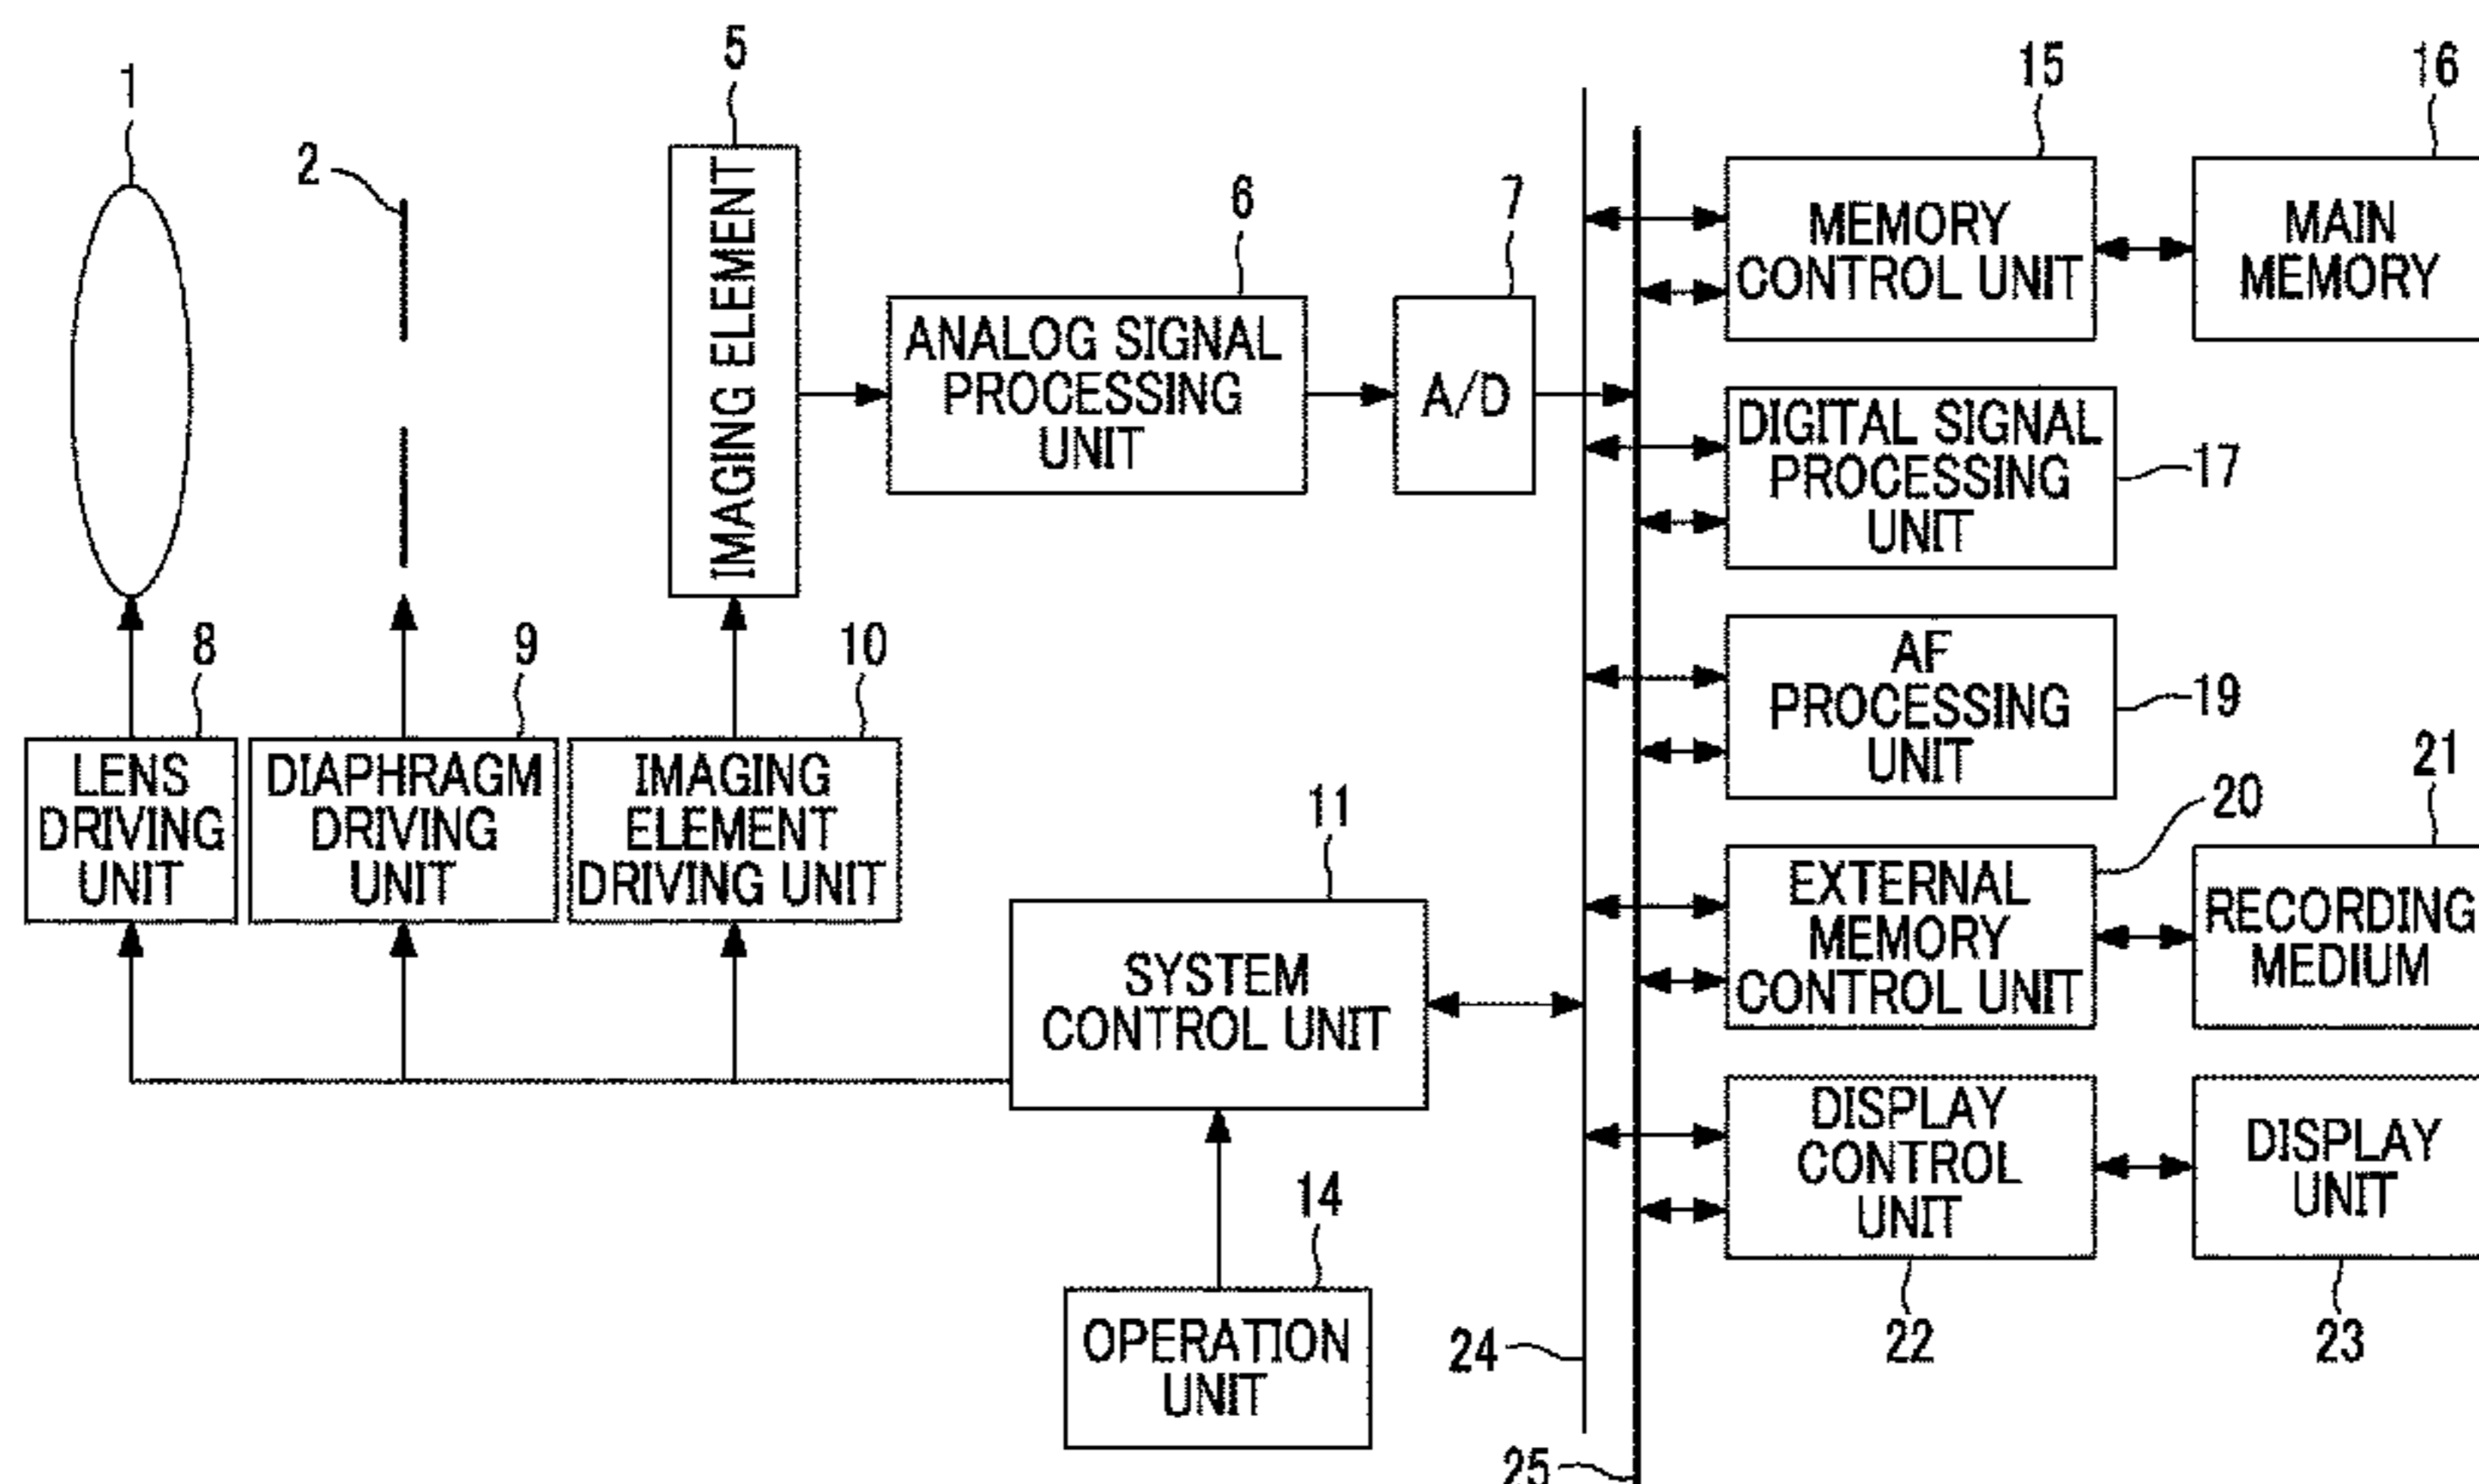 1
2
5
IMAGING ELEMENT
6
ANALOG SIGNAL
PROCESSING
UNIT
7
A/D
8
LENS
DRIVING
UNIT
9
DIAPHRAGM
DRIVING
UNIT
10
IMAGING
ELEMENT
DRIVING UNIT
11
SYSTEM
CONTROL UNIT
14
OPERATION
UNIT
24
25
15
MEMORY
CONTROL UNIT
16
MAIN
MEMORY
DIGITAL SIGNAL
PROCESSING
UNIT
17
AF
PROCESSING
UNIT
19
20
EXTERNAL
MEMORY
CONTROL UNIT
21
RECORDING
MEDIUM
DISPLAY
CONTROL
UNIT
22
DISPLAY
UNIT
23